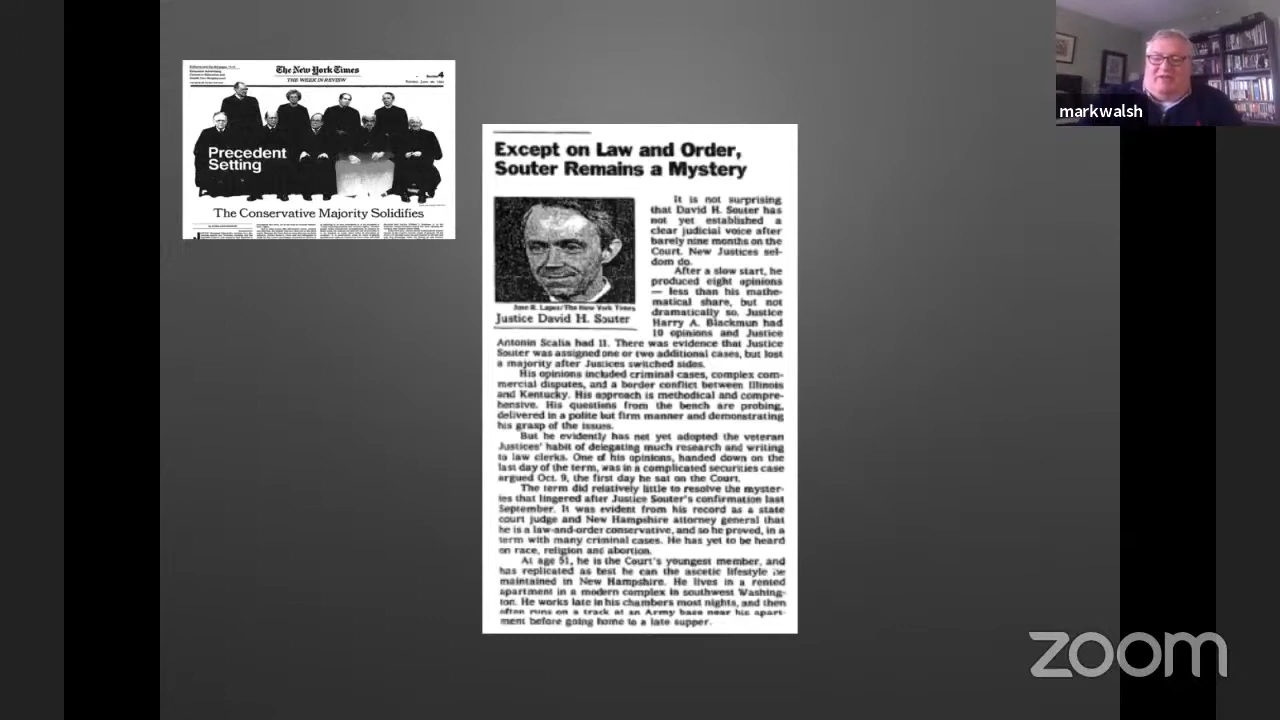 The New York Times
THE WEEK IN REVIEW
Section 4
Precedent
Setting
The Conservative Majority Solidifies
Except on Law and Order,
Souter Remains a Mystery
Jose R. Lopez/The New York Times
Justice David H. Souter
It is not surprising
that David H. Souter has
not yet established a
clear judicial voice after
barely nine months on the
Court. New Justices sel-
dom do.
After a slow start, he
produced eight opinions
— less than his mathe-
matical share, but not
dramatically so. Justice
Harry A. Blackmun had
10 opinions and Justice
Antonin Scalia had 11. There was evidence that Justice
Souter was assigned one or two additional cases, but lost
a majority after Justices switched sides.
His opinions included criminal cases, complex com-
mercial disputes, and a border conflict between Illinois
and Kentucky. His approach is methodical and compre-
hensive. His questions from the bench are probing,
delivered in a polite but firm manner and demonstrating
his grasp of the issues.
But he evidently has not yet adopted the veteran
Justices' habit of delegating much research and writing
to law clerks. One of his opinions, handed down on the
last day of the term, was in a complicated securities case
argued Oct. 9, the first day he sat on the Court.
The term did relatively little to resolve the myster-
ies that lingered after Justice Souter's confirmation last
September. It was evident from his record as a state
court judge and New Hampshire attorney general that
he is a law-and-order conservative, and so he proved, in a
term with many criminal cases. He has yet to be heard
on race, religion and abortion.
At age 51, he is the Court's youngest member, and
has replicated as best he can the ascetic lifestyle he
maintained in New Hampshire. He lives in a rented
apartment in a modern complex in southwest Washing-
ton. He works late in his chambers most nights, and then
often runs on a track at an Army base near his apart-
ment before going home to a late supper.
markwalsh
zoom